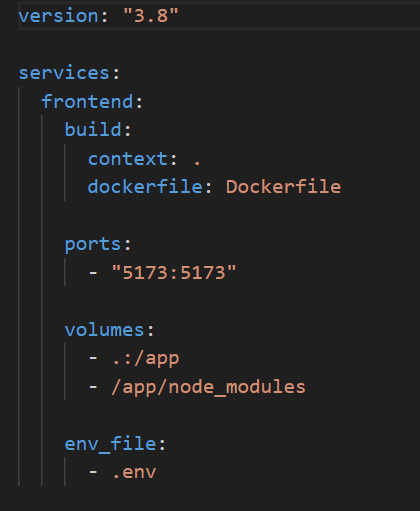 version: "3.8"
services:
frontend:
build:
context: .
dockerfile: Dockerfile
ports:
- "5173:5173"
volumes:
- .:/app
- /app/node_modules
env_file:
- .env